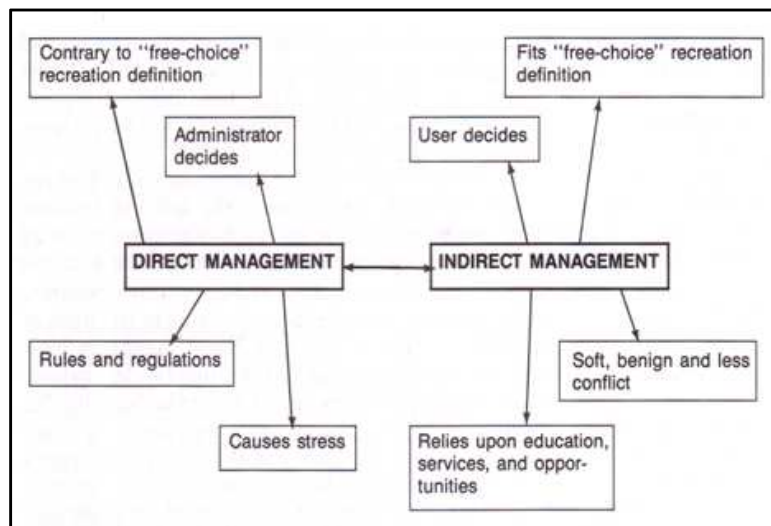 Contrary to "free-choice"
recreation definition
Fits "free-choice" recreation
definition
Administrator
decides
User decides
DIRECT MANAGEMENT
INDIRECT MANAGEMENT
Rules and regulations
Soft, benign and less
conflict
Causes stress
Relies upon education,
services, and oppor-
tunities